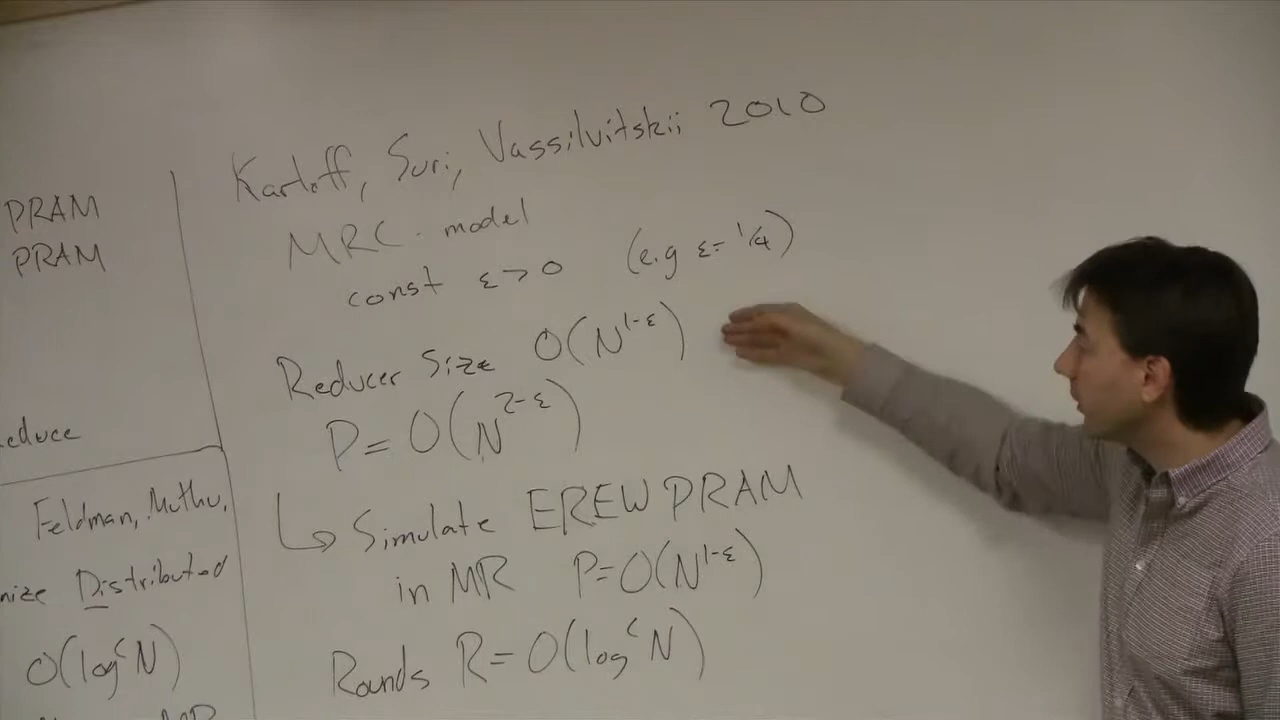 PRAM
PRAM
educe
Feldman, Muthu,
nize Distributed
O(log^c N)
Karloff, Suri, Vassilvitskii 2010
MRC - model
const ε > 0 (e.g ε = 1/4)
Reducer Size O(N^{1-ε})
P = O(N^{2-ε})
↳ Simulate EREW PRAM
in MR P = O(N^{1-ε})
Rounds R = O(log^c N)